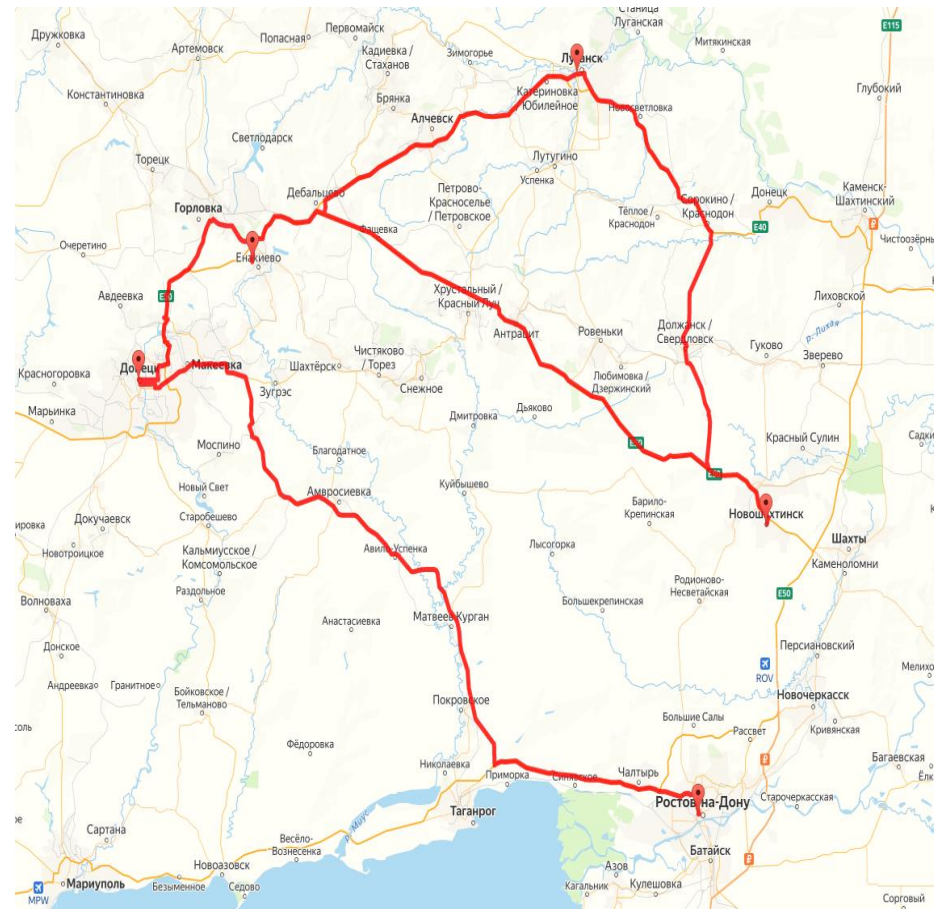 Станица
Луганская
E115
Дружковка
Первомайск
Попасная
Артемовск
Кадиевка /
Стаханов
Зимогорье
Луганск
Митякинская
Глубокий
Константиновка
Брянка
Катериновка
Юбилейное
Новосветловка
Алчевск
Светлодарск
Торецк
Лутугино
Успенка
Дебальцево
Петрово-
Красноселье
/ Петровское
Сорокино /
Краснодон
Донецк
Каменск-
Шахтинский
Горловка
Тёплое /
Краснодон
E40
Фащевка
Чистоозёрны
Очеретино
Енакиево
Авдеевка
Хрустальный /
Красный Луч
Лиховской
р. Лихая
Антрацит
Ровеньки
Должанск /
Свердловск
Гуково
Зверево
Чистяково
/ Торез
Донецк
Макеевка
Шахтёрск
Красногоровка
Зугрэс
Снежное
Любимовка /
Дзержинский
Марьинка
Дмитровка
Дьяково
Красный Сулин
Садки
Моспино
Благодатное
Новый Свет
Куйбышево
Амвросиевка
Барило-
Крепинская
Новошахтинск
Докучаевск
Старобешево
Шахты
Новотроицкое
Кальмиусское /
Комсомольское
Авило-Успенка
Лысогорка
Каменоломни
Раздольное
Родионово-
Несветайская
E50
Волноваха
Большекрепинская
Анастасиевка
Матвеев Курган
Донское
Персиановский
ROV
Андреевка
Гранитное
Бойковское /
Тельманово
Покровское
Новочеркасск
Большие Салы
Кривянская
Фёдоровка
Рассвет
Николаевка
Приморка
Синявское
Чалтырь
Багаевская
Таганрог
Ростов-на-Дону
Старочеркасская
р. Миус
Сартана
Весёло-
Вознесенка
Батайск
Новоазовск
Азов
Мариуполь
Безыменное
Седово
Кагальник
Кулешовка
MPW
Сорговый